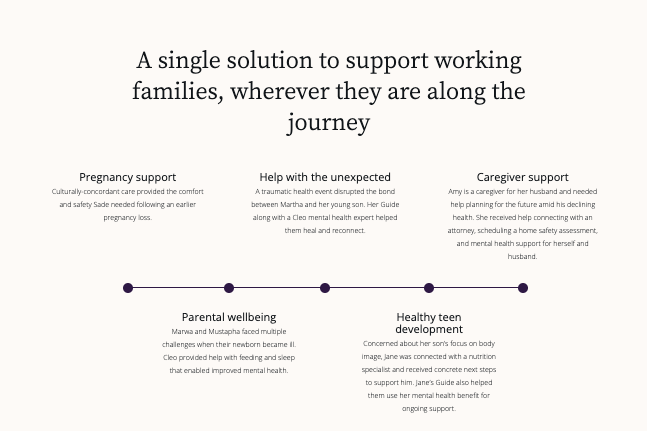 A single solution to support working
families, wherever they are along the
journey
Pregnancy support
Culturally-concordant care provided the comfort
and safety Sade needed following an earlier
pregnancy loss.
Help with the unexpected
A traumatic health event disrupted the bond
between Martha and her young son. Her Guide
along with a Cleo mental health expert helped
them heal and reconnect.
Caregiver support
Amy is a caregiver for her husband and needed
help planning for the future amid his declining
health. She received help connecting with an
attorney, scheduling a home safety assessment,
and mental health support for herself and
husband.
Parental wellbeing
Marwa and Mustapha faced multiple
challenges when their newborn became ill.
Cleo provided help with feeding and sleep
that enabled improved mental health.
Healthy teen
development
Concerned about her son's focus on body
image, Jane was connected with a nutrition
specialist and received concrete next steps
to support him. Jane's Guide also helped
them use her mental health benefit for
ongoing support.